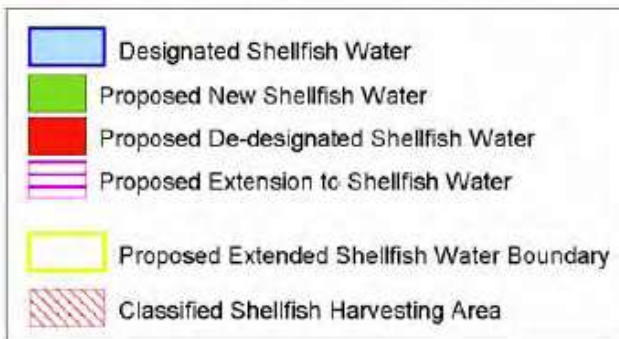 Designated Shellfish Water
Proposed New Shellfish Water
Proposed De-designated Shellfish Water
Proposed Extension to Shellfish Water
Proposed Extended Shellfish Water Boundary
Classified Shellfish Harvesting Area